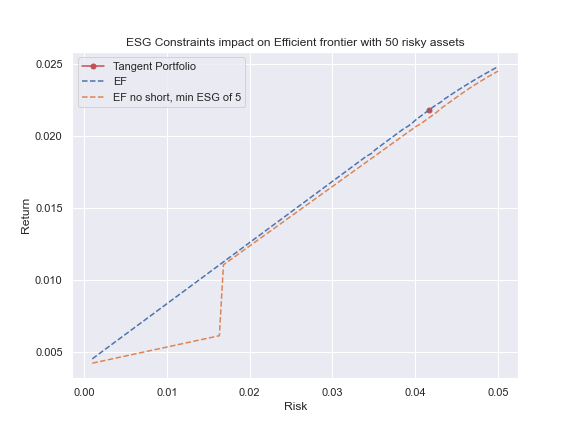 ESG Constraints impact on Efficient frontier with 50 risky assets
Tangent Portfolio
EF
EF no short, min ESG of 5
0.025
0.020
0.015
0.010
0.005
Return
0.00 0.01 0.02 0.03 0.04 0.05
Risk